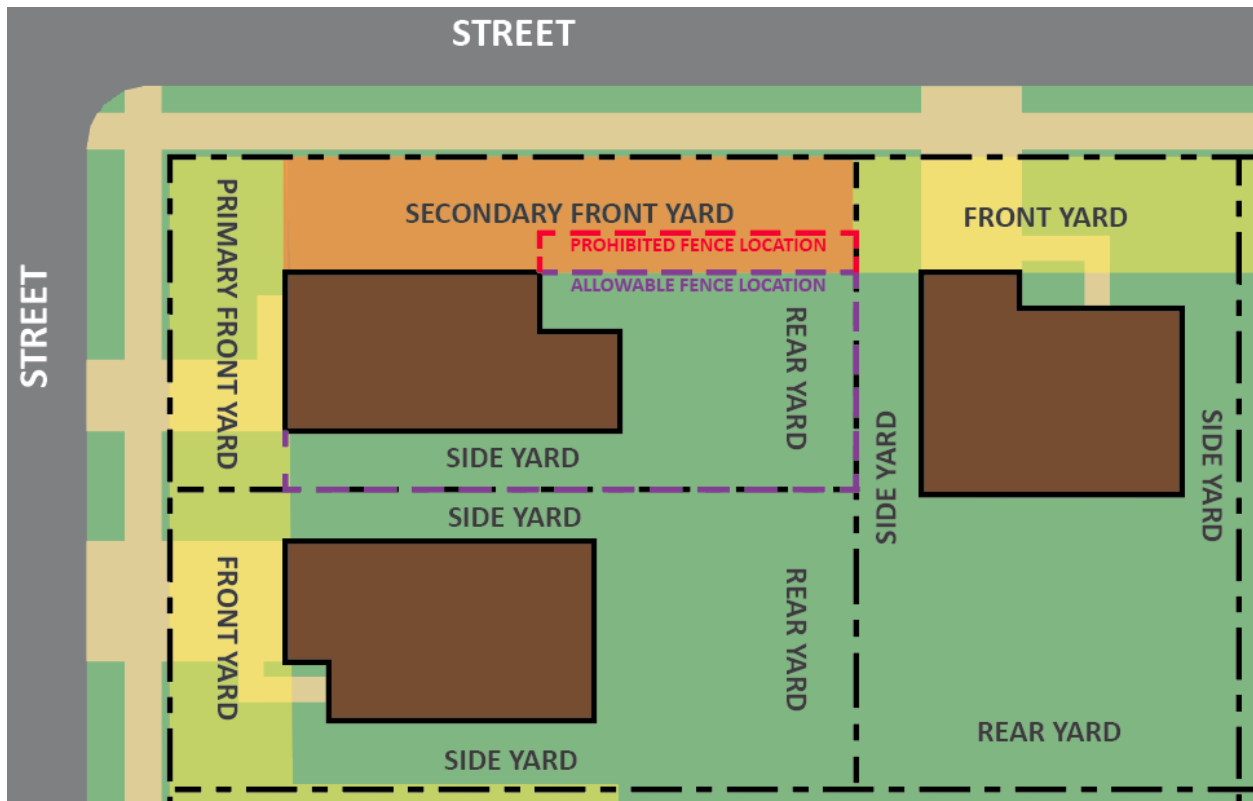 STREET
STREET
PRIMARY FRONT YARD
SECONDARY FRONT YARD
PROHIBITED FENCE LOCATION
ALLOWABLE FENCE LOCATION
FRONT YARD
REAR YARD
SIDE YARD
SIDE YARD
SIDE YARD
SIDE YARD
FRONT YARD
REAR YARD
SIDE YARD
REAR YARD